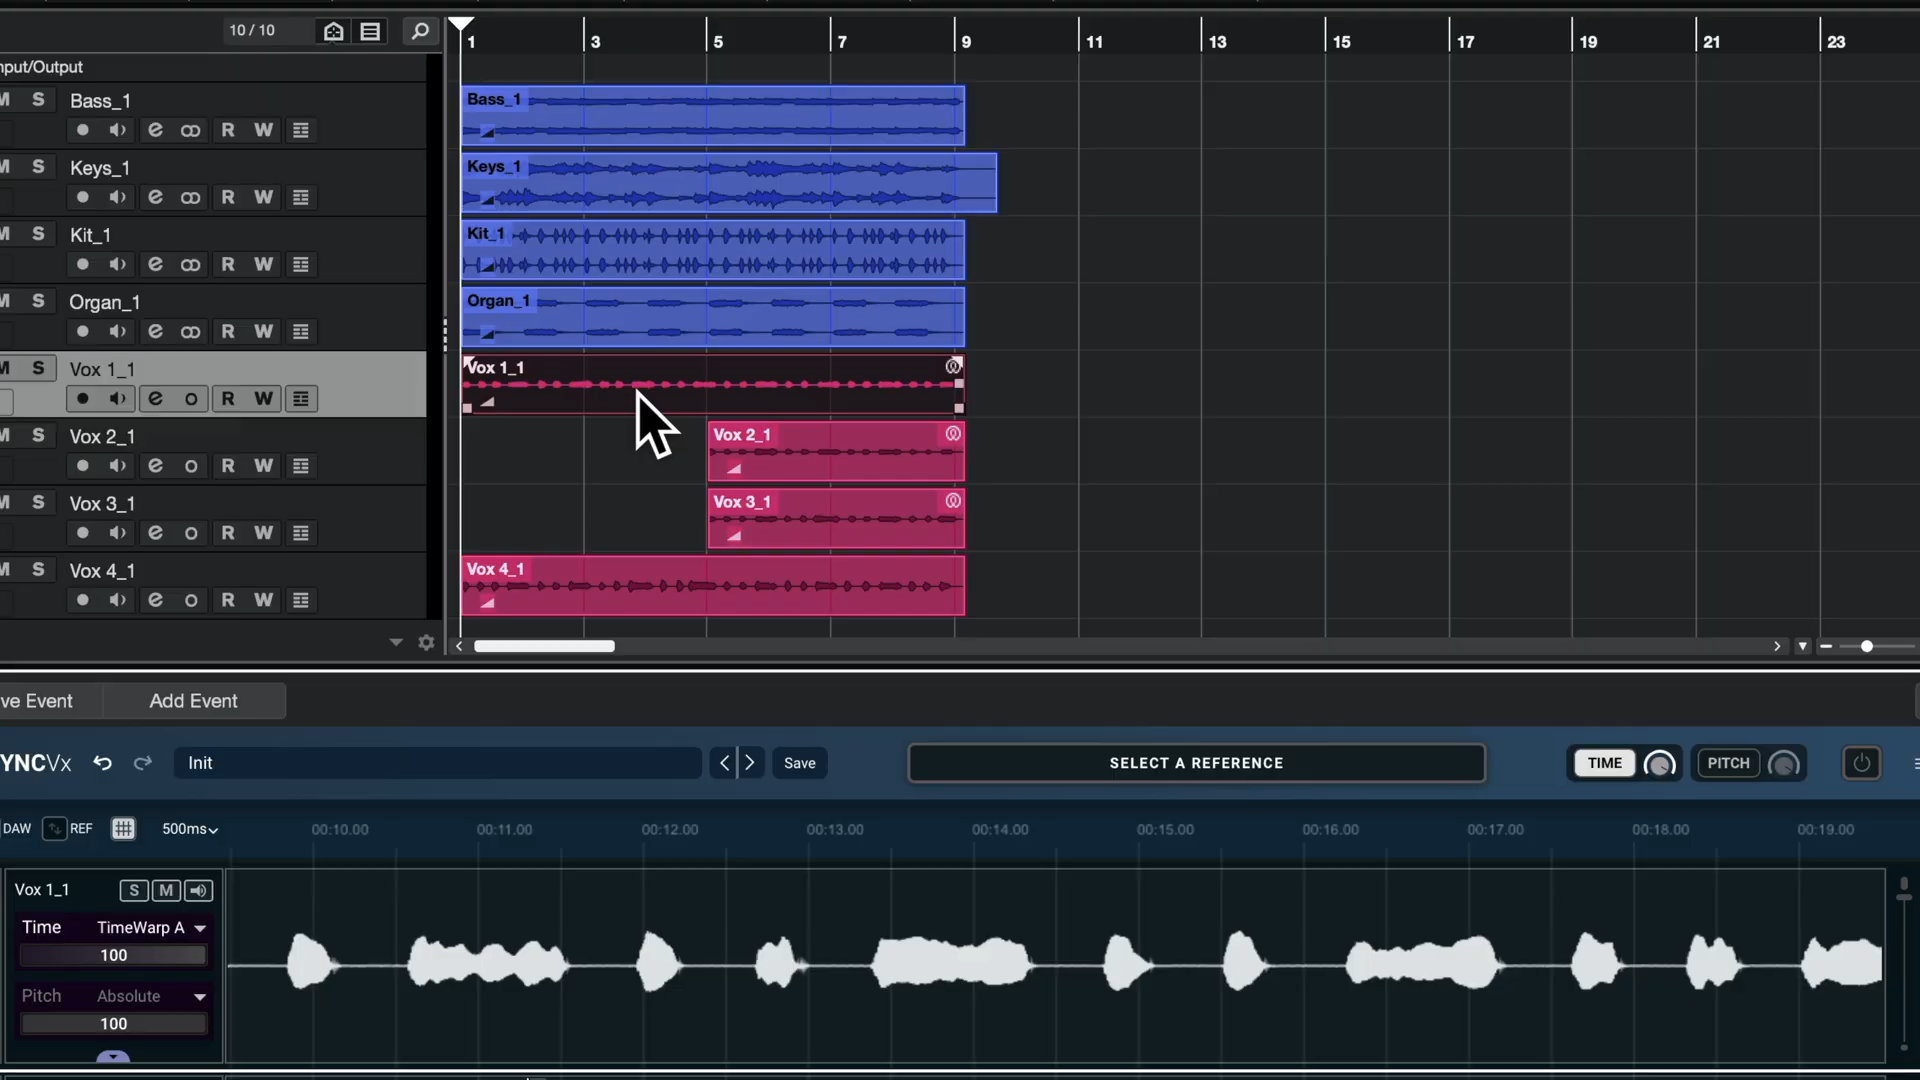 10 / 10
1 3 5 7 9 11 13 15 17 19 21 23
nput/Output
M S Bass_1
e R W
Bass_1
M S Keys_1
e R W
Keys_1
M S Kit_1
e R W
Kit_1
M S Organ_1
e R W
Organ_1
M S Vox 1_1
e R W
Vox 1_1
M S Vox 2_1
e R W
Vox 2_1
M S Vox 3_1
e R W
Vox 3_1
M S Vox 4_1
e R W
Vox 4_1
ve Event Add Event
YNCVx Init Save SELECT A REFERENCE TIME PITCH
DAW REF 500ms 00:10.00 00:11.00 00:12.00 00:13.00 00:14.00 00:15.00 00:16.00 00:17.00 00:18.00 00:19.00
Vox 1_1 S M
Time TimeWarp A
100
Pitch Absolute
100